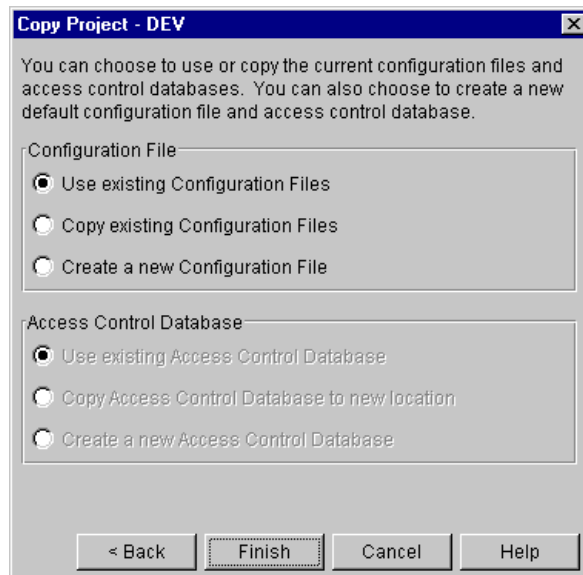 Copy Project - DEV
You can choose to use or copy the current configuration files and
access control databases. You can also choose to create a new
default configuration file and access control database.
Configuration File
Use existing Configuration Files
Copy existing Configuration Files
Create a new Configuration File
Access Control Database
Use existing Access Control Database
Copy Access Control Database to new location
Create a new Access Control Database
< Back Finish Cancel Help